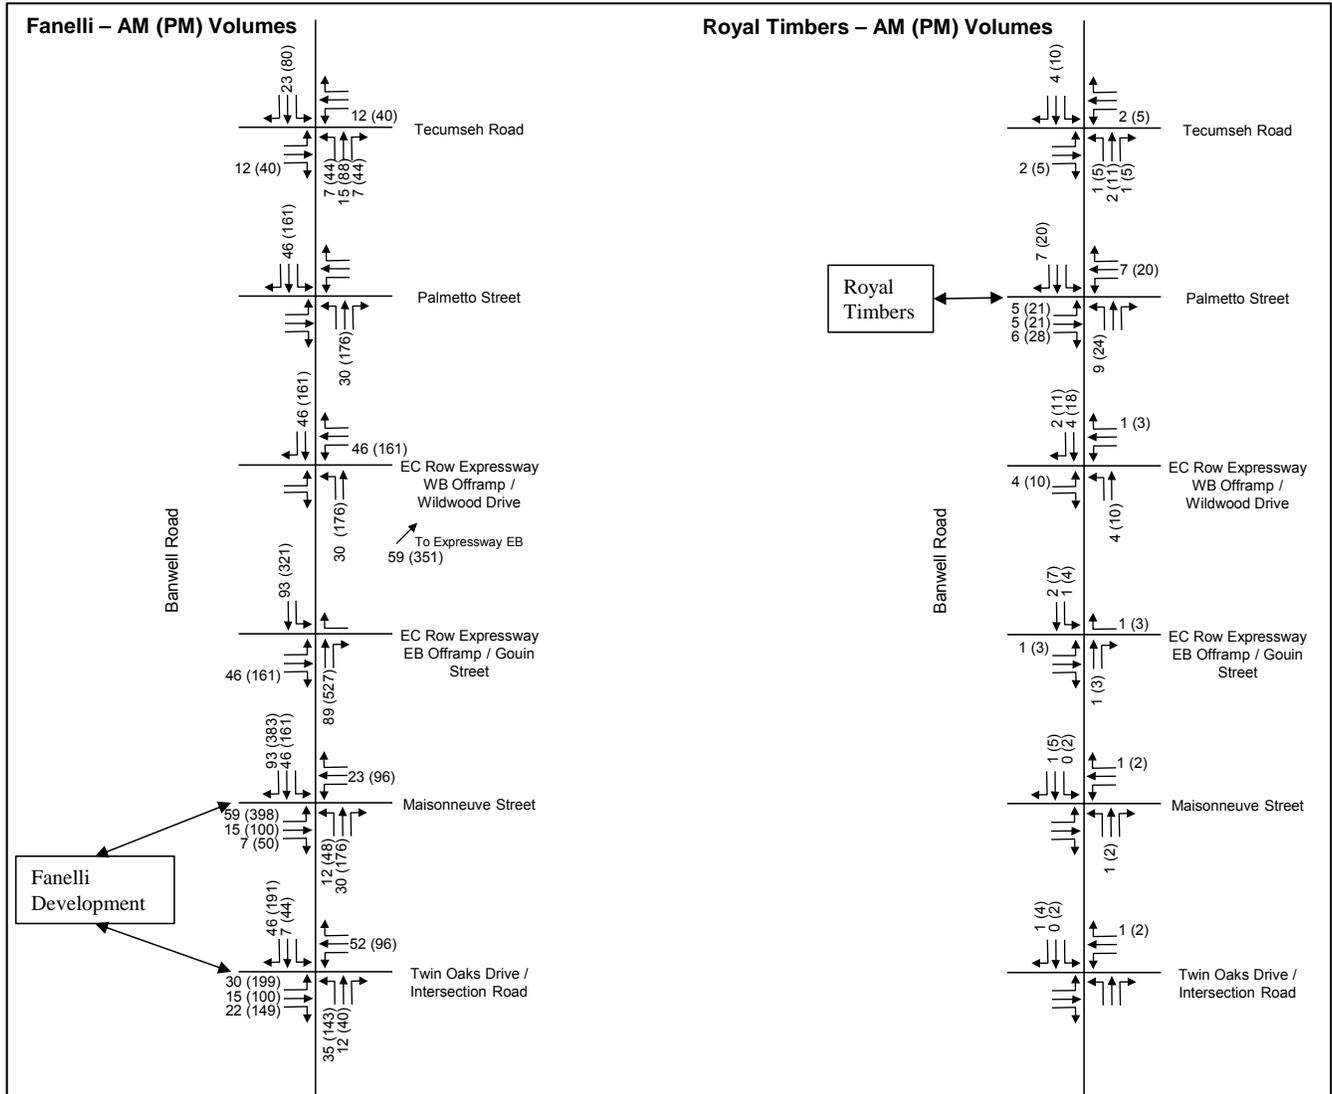 Fanelli – AM (PM) Volumes
23 (80)
12 (40)
Tecumseh Road
12 (40)
7 (44)
15 (88)
7 (44)
46 (161)
Palmetto Street
30 (176)
46 (161)
46 (161)
EC Row Expressway
WB Offramp /
Wildwood Drive
30 (176)
To Expressway EB
59 (351)
Banwell Road
93 (321)
EC Row Expressway
EB Offramp / Gouin
Street
46 (161)
89 (527)
93 (383)
46 (161)
23 (96)
Maisonneuve Street
59 (398)
15 (100)
7 (50)
12 (48)
30 (176)
Fanelli
Development
46 (191)
7 (44)
52 (96)
Twin Oaks Drive /
Intersection Road
30 (199)
15 (100)
22 (149)
35 (143)
12 (40)
Royal Timbers – AM (PM) Volumes
4 (10)
2 (5)
Tecumseh Road
2 (5)
1 (5)
2 (11)
1 (5)
7 (20)
7 (20)
Royal
Timbers
Palmetto Street
5 (21)
5 (21)
6 (28)
9 (24)
2 (11)
4 (18)
1 (3)
EC Row Expressway
WB Offramp /
Wildwood Drive
4 (10)
4 (10)
Banwell Road
2 (7)
1 (4)
1 (3)
EC Row Expressway
EB Offramp / Gouin
Street
1 (3)
1 (3)
1 (5)
0 (2)
1 (2)
Maisonneuve Street
1 (2)
1 (4)
0 (2)
1 (2)
Twin Oaks Drive /
Intersection Road